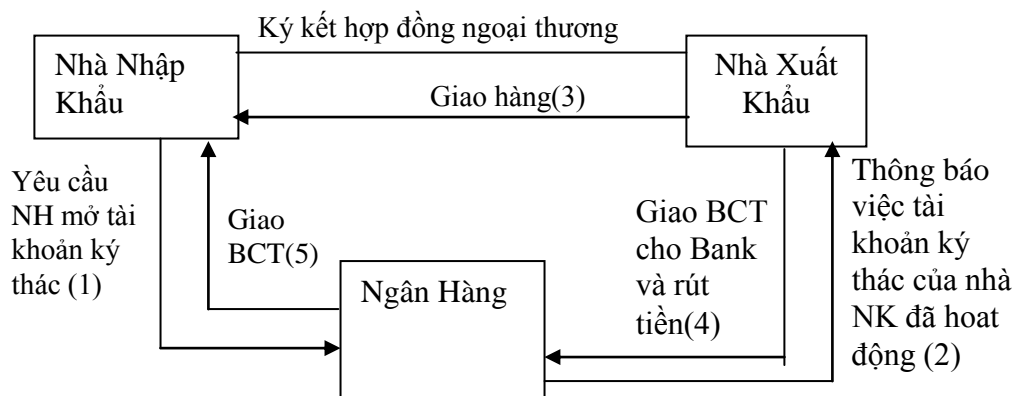 Ký kết hợp đồng ngoại thương
Nhà Nhập
Khẩu
Nhà Xuất
Khẩu
Giao hàng(3)
Yêu cầu
NH mở tài
khoản ký
thác (1)
Giao
BCT(5)
Ngân Hàng
Giao BCT
cho Bank
và rút
tiền(4)
Thông báo
việc tài
khoản ký
thác của nhà
NK đã hoat
động (2)